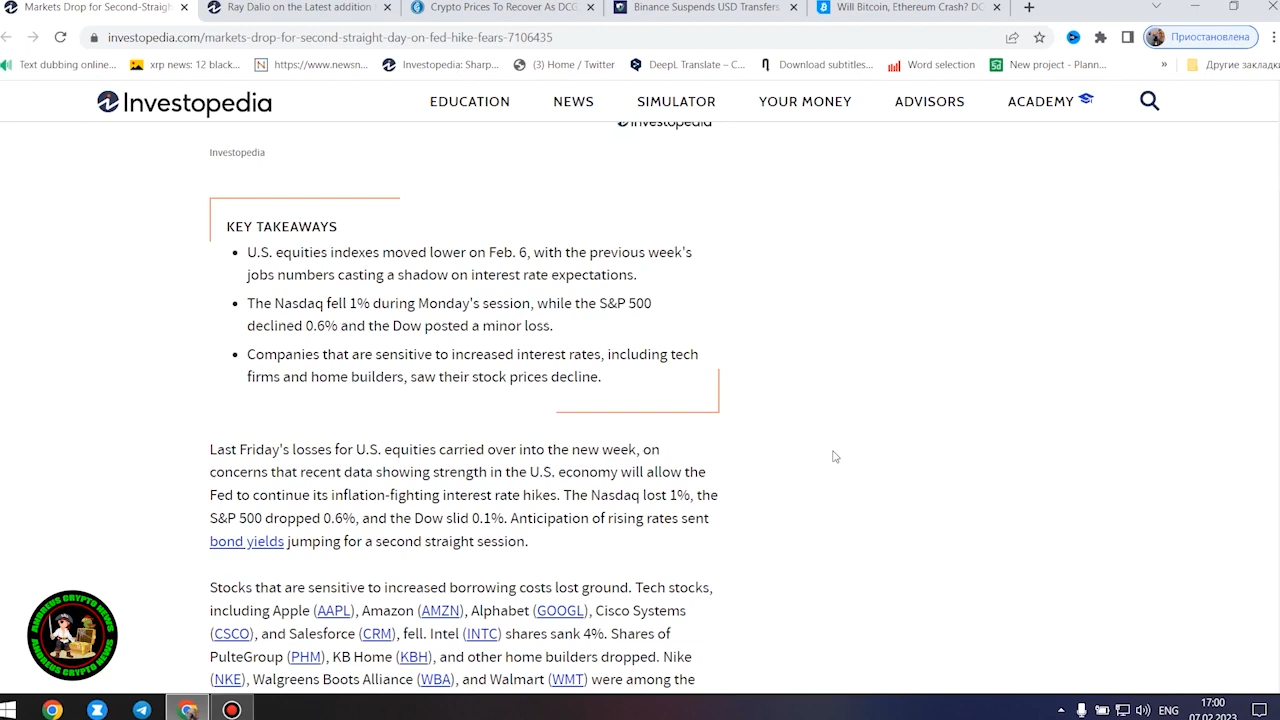 Markets Drop for Second-Straigh
Ray Dalio on the Latest addition
Crypto Prices To Recover As DCG
Binance Suspends USD Transfers
Will Bitcoin, Ethereum Crash? DC
investopedia.com/markets-drop-for-second-straight-day-on-fed-hike-fears-7106435
Приостановлена
Text dubbing online...
xrp news: 12 black...
https://www.newsn...
Investopedia: Sharp...
(3) Home / Twitter
DeepL Translate – C...
Download subtitles...
Word selection
New project - Plann...
»
Другие закладки
Investopedia
EDUCATION
NEWS
SIMULATOR
YOUR MONEY
ADVISORS
ACADEMY
Investopedia
Investopedia
KEY TAKEAWAYS
• U.S. equities indexes moved lower on Feb. 6, with the previous week's
jobs numbers casting a shadow on interest rate expectations.
• The Nasdaq fell 1% during Monday's session, while the S&P 500
declined 0.6% and the Dow posted a minor loss.
• Companies that are sensitive to increased interest rates, including tech
firms and home builders, saw their stock prices decline.
Last Friday's losses for U.S. equities carried over into the new week, on
concerns that recent data showing strength in the U.S. economy will allow the
Fed to continue its inflation-fighting interest rate hikes. The Nasdaq lost 1%, the
S&P 500 dropped 0.6%, and the Dow slid 0.1%. Anticipation of rising rates sent
bond yields jumping for a second straight session.
Stocks that are sensitive to increased borrowing costs lost ground. Tech stocks,
including Apple (AAPL), Amazon (AMZN), Alphabet (GOOGL), Cisco Systems
(CSCO), and Salesforce (CRM), fell. Intel (INTC) shares sank 4%. Shares of
PulteGroup (PHM), KB Home (KBH), and other home builders dropped. Nike
(NKE), Walgreens Boots Alliance (WBA), and Walmart (WMT) were among the
ANDREUS CRYPTO NEWS
ANDREUS CRYPTO NEWS
ENG
17:00
07.02.2023